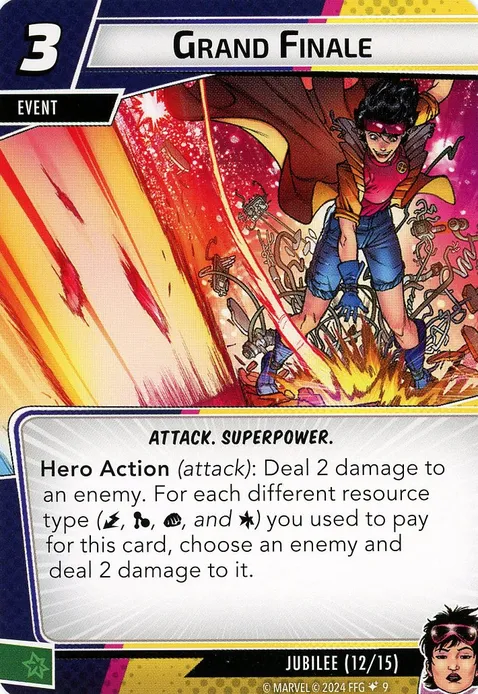 3
GRAND FINALE
EVENT
ATTACK. SUPERPOWER.
Hero Action (attack): Deal 2 damage to
an enemy. For each different resource
type (, , , and ) you used to pay
for this card, choose an enemy and
deal 2 damage to it.
JUBILEE (12/15)
© MARVEL © 2024 FFG 9